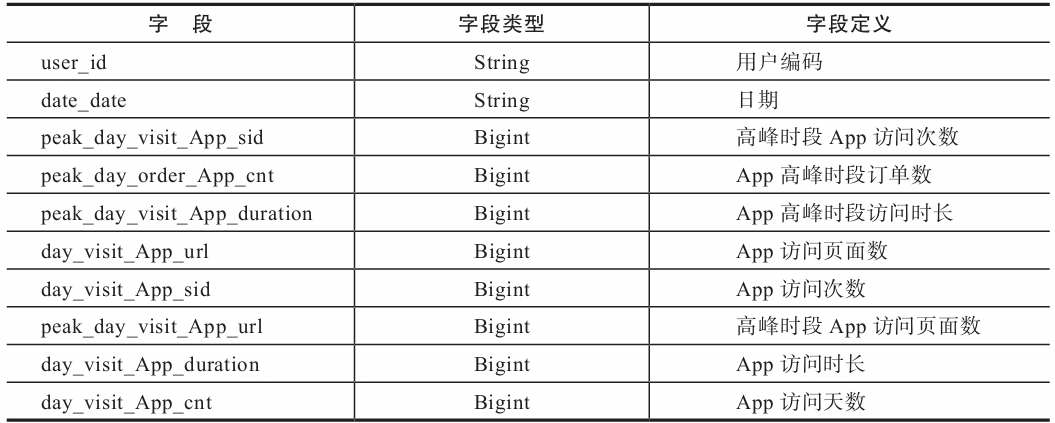 字 段 字段类型 字段定义
user_id String 用户编码
date_date String 日期
peak_day_visit_App_sid Bigint 高峰时段 App 访问次数
peak_day_order_App_cnt Bigint App 高峰时段订单数
peak_day_visit_App_duration Bigint App 高峰时段访问时长
day_visit_App_url Bigint App 访问页面数
day_visit_App_sid Bigint App 访问次数
peak_day_visit_App_url Bigint 高峰时段 App 访问页面数
day_visit_App_duration Bigint App 访问时长
day_visit_App_cnt Bigint App 访问天数